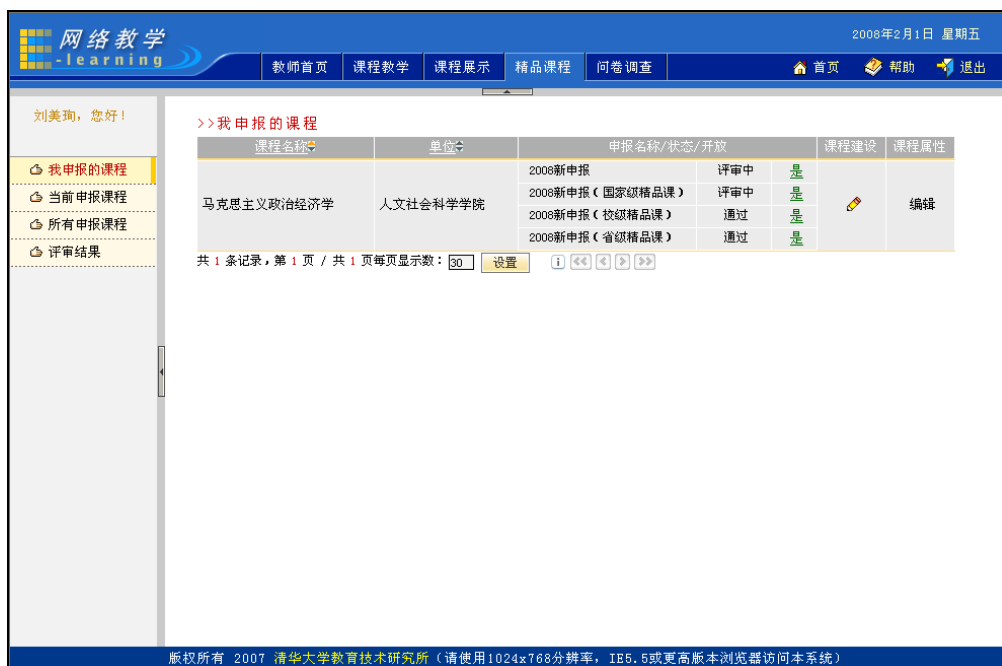 网络教学
-learning
2008年2月1日 星期五
教师首页 课程教学 课程展示 精品课程 问卷调查 首页 帮助 退出
刘美珣，您好！
我申报的课程
当前申报课程
所有申报课程
评审结果
>>我申报的课程
课程名称 单位 申报名称/状态/开放 课程建设 课程属性
马克思主义政治经济学 人文社会科学学院 编辑
2008新申报 评审中 是
2008新申报(国家级精品课) 评审中 是
2008新申报(校级精品课) 通过 是
2008新申报(省级精品课) 通过 是
共 1 条记录，第 1 页 / 共 1 页每页显示数：30 设置
版权所有 2007 清华大学教育技术研究所（请使用1024x768分辨率，IE5.5或更高版本浏览器访问本系统）